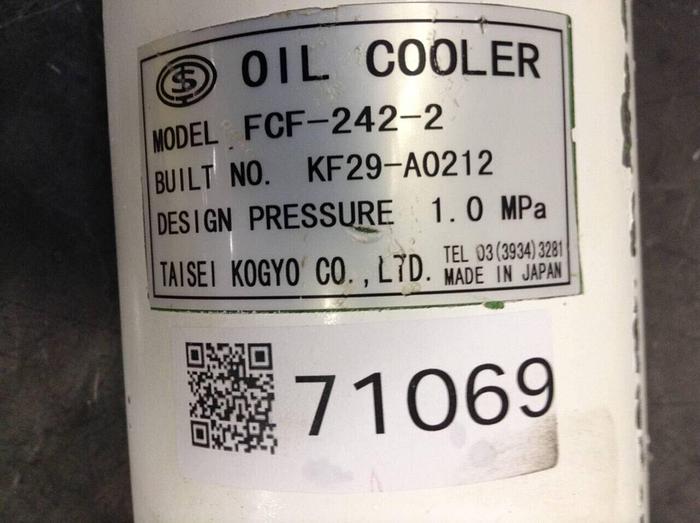 OIL COOLER
MODEL FCF-242-2
BUILT NO. KF29-A0212
DESIGN PRESSURE 1.0 MPa
TAISEI KOGYO CO., LTD. TEL 03(3934)3281
MADE IN JAPAN
71069